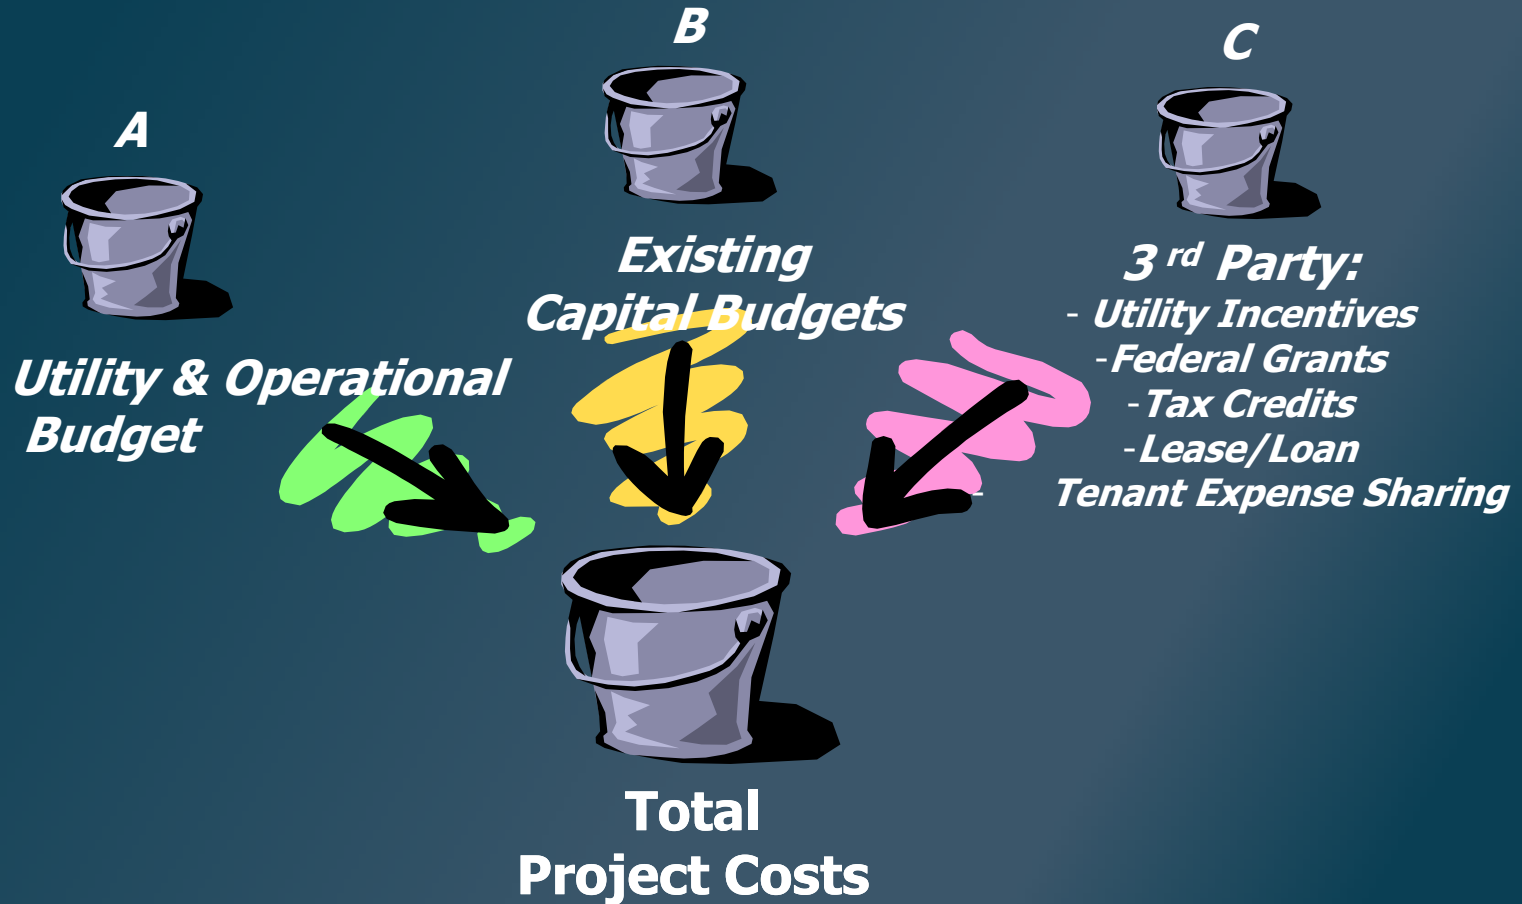 A
Utility & Operational
Budget
B
Existing
Capital Budgets
C
3 rd Party:
- Utility Incentives
-Federal Grants
-Tax Credits
-Lease/Loan
- Tenant Expense Sharing
Total
Project Costs